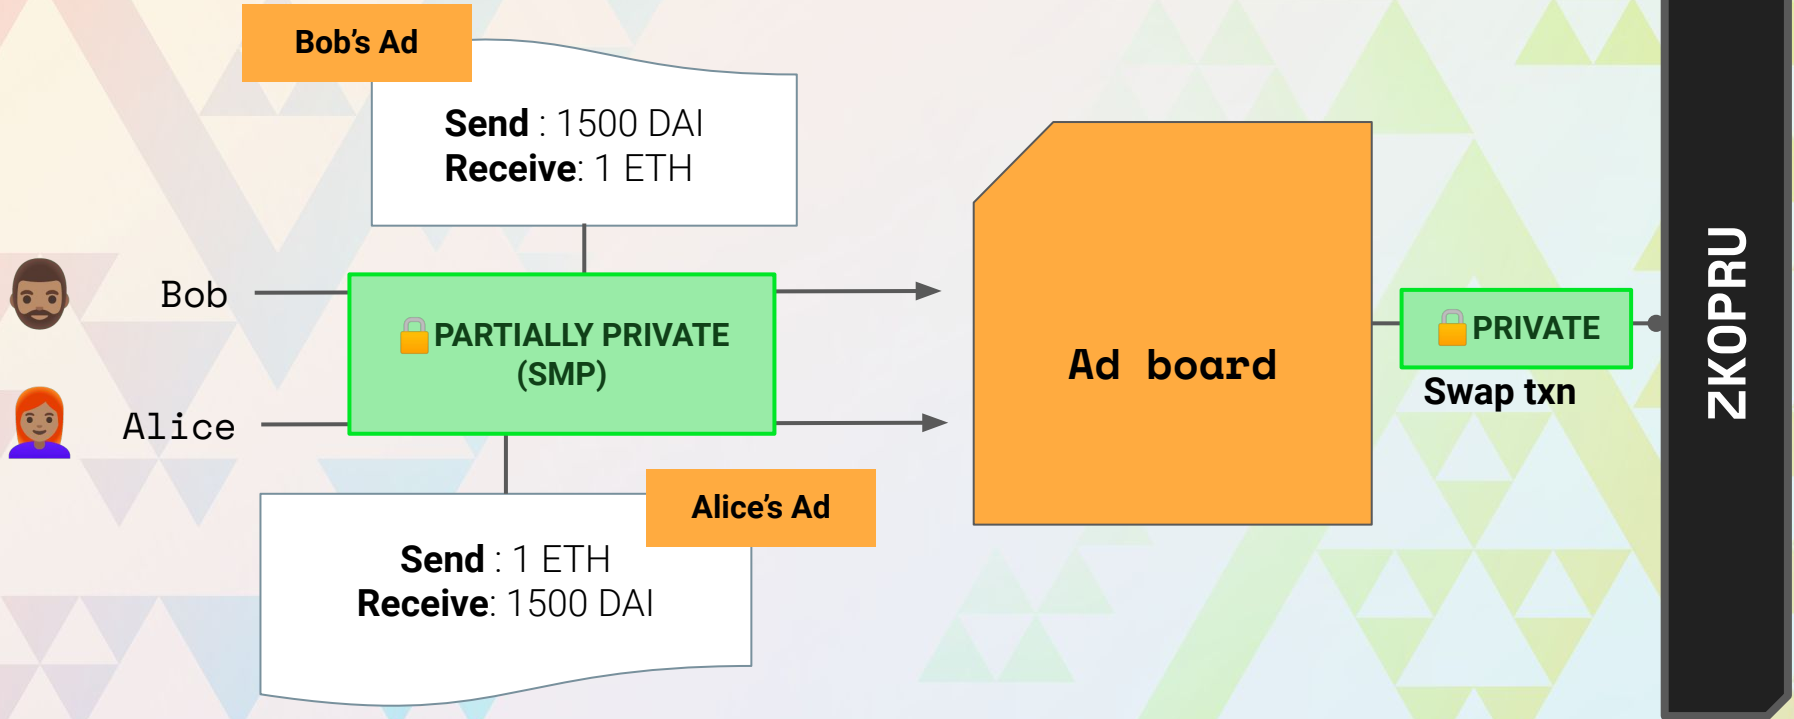 Bob’s Ad
Send : 1500 DAI
Receive: 1 ETH
Bob
🔒PARTIALLY PRIVATE
(SMP)
Alice
Alice’s Ad
Send : 1 ETH
Receive: 1500 DAI
Ad board
🔒PRIVATE
Swap txn
ZKOPRU